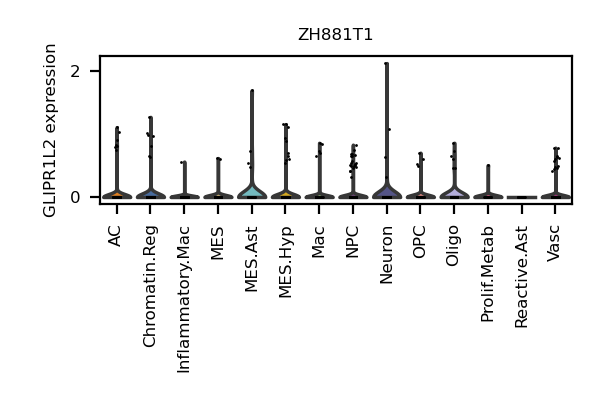 ZH881T1
GLIPR1L2 expression
2
0
AC
Chromatin.Reg
Inflammatory.Mac
MES
MES.Ast
MES.Hyp
Mac
NPC
Neuron
OPC
Oligo
Prolif.Metab
Reactive.Ast
Vasc